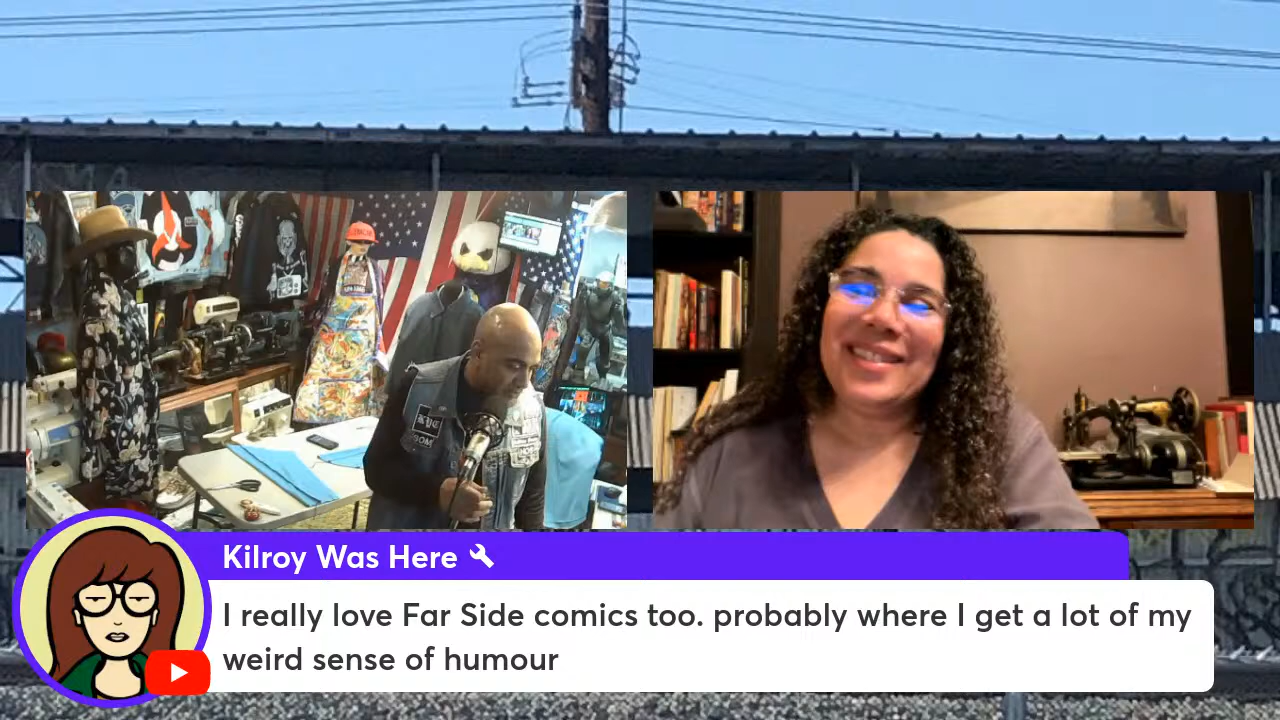 Kilroy Was Here
I really love Far Side comics too. probably where I get a lot of my
weird sense of humour